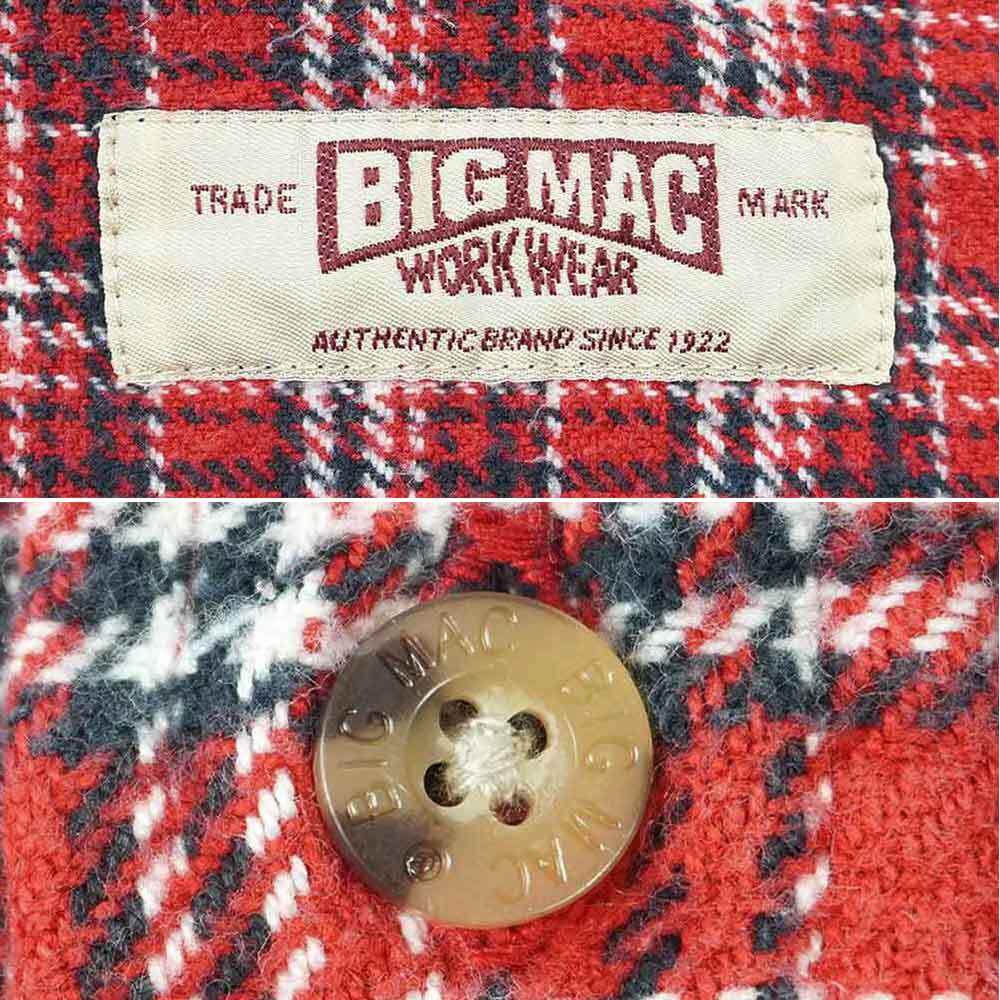 TRADE BIG MAC MARK
WORK WEAR
AUTHENTIC BRAND SINCE 1922
BIG MAC BIG MAC ®